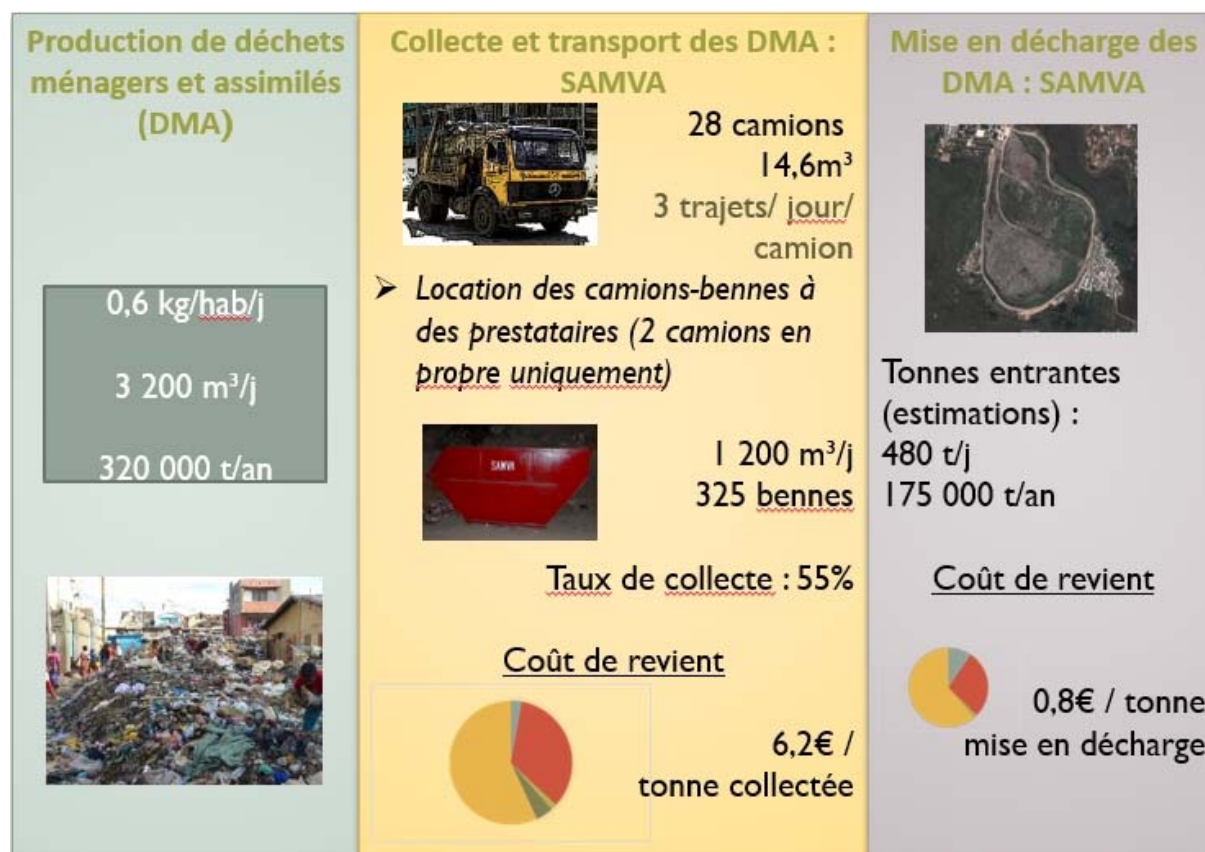 Production de déchets
ménagers et assimilés
(DMA)
0,6 kg/hab/j
3 200 m³/j
320 000 t/an
Collecte et transport des DMA :
SAMVA
28 camions
14,6m³
3 trajets/ jour/
camion
➤ Location des camions-bennes à
des prestataires (2 camions en
propre uniquement)
SAMVA
1 200 m³/j
325 bennes
Taux de collecte : 55%
Coût de revient
6,2€ /
tonne collectée
Mise en décharge des
DMA : SAMVA
Tonnes entrantes
(estimations) :
480 t/j
175 000 t/an
Coût de revient
0,8€ / tonne
mise en décharge